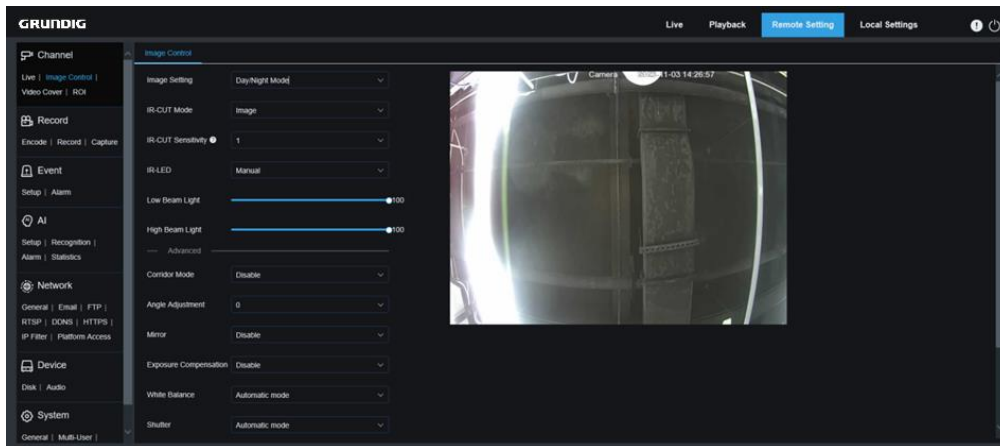 GRUNDIG
Live Playback Remote Setting Local Settings
Channel
Live | Image Control |
Video Cover | ROI
Record
Encode | Record | Capture
Event
Setup | Alarm
AI
Setup | Recognition |
Alarm | Statistics
Network
General | Email | FTP |
RTSP | DDNS | HTTPS |
IP Filter | Platform Access
Device
Disk | Audio
System
General | Multi-User |
Image Control
Image Setting Day/Night Mode
IR-CUT Mode Image
IR-CUT Sensitivity 1
IR-LED Manual
Low Beam Light 100
High Beam Light 100
Advanced
Corridor Mode Disable
Angle Adjustment 0
Mirror Disable
Exposure Compensation Disable
White Balance Automatic mode
Shutter Automatic mode
Camera 11-03 14:26:57